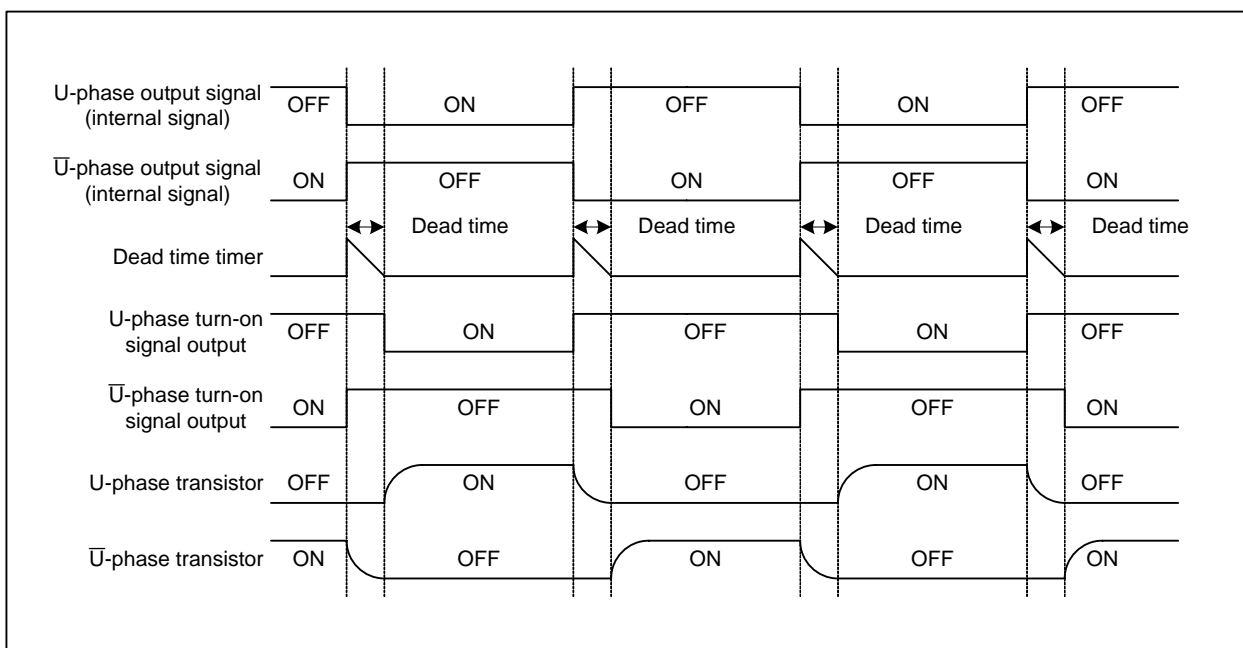 U-phase output signal
(internal signal)
OFF ON OFF ON OFF
U̅-phase output signal
(internal signal)
ON OFF ON OFF ON
Dead time Dead time Dead time Dead time
Dead time timer
U-phase turn-on
signal output
OFF ON OFF ON OFF
U̅-phase turn-on
signal output
ON OFF ON OFF ON
U-phase transistor
OFF ON OFF ON OFF
U̅-phase transistor
ON OFF ON OFF ON